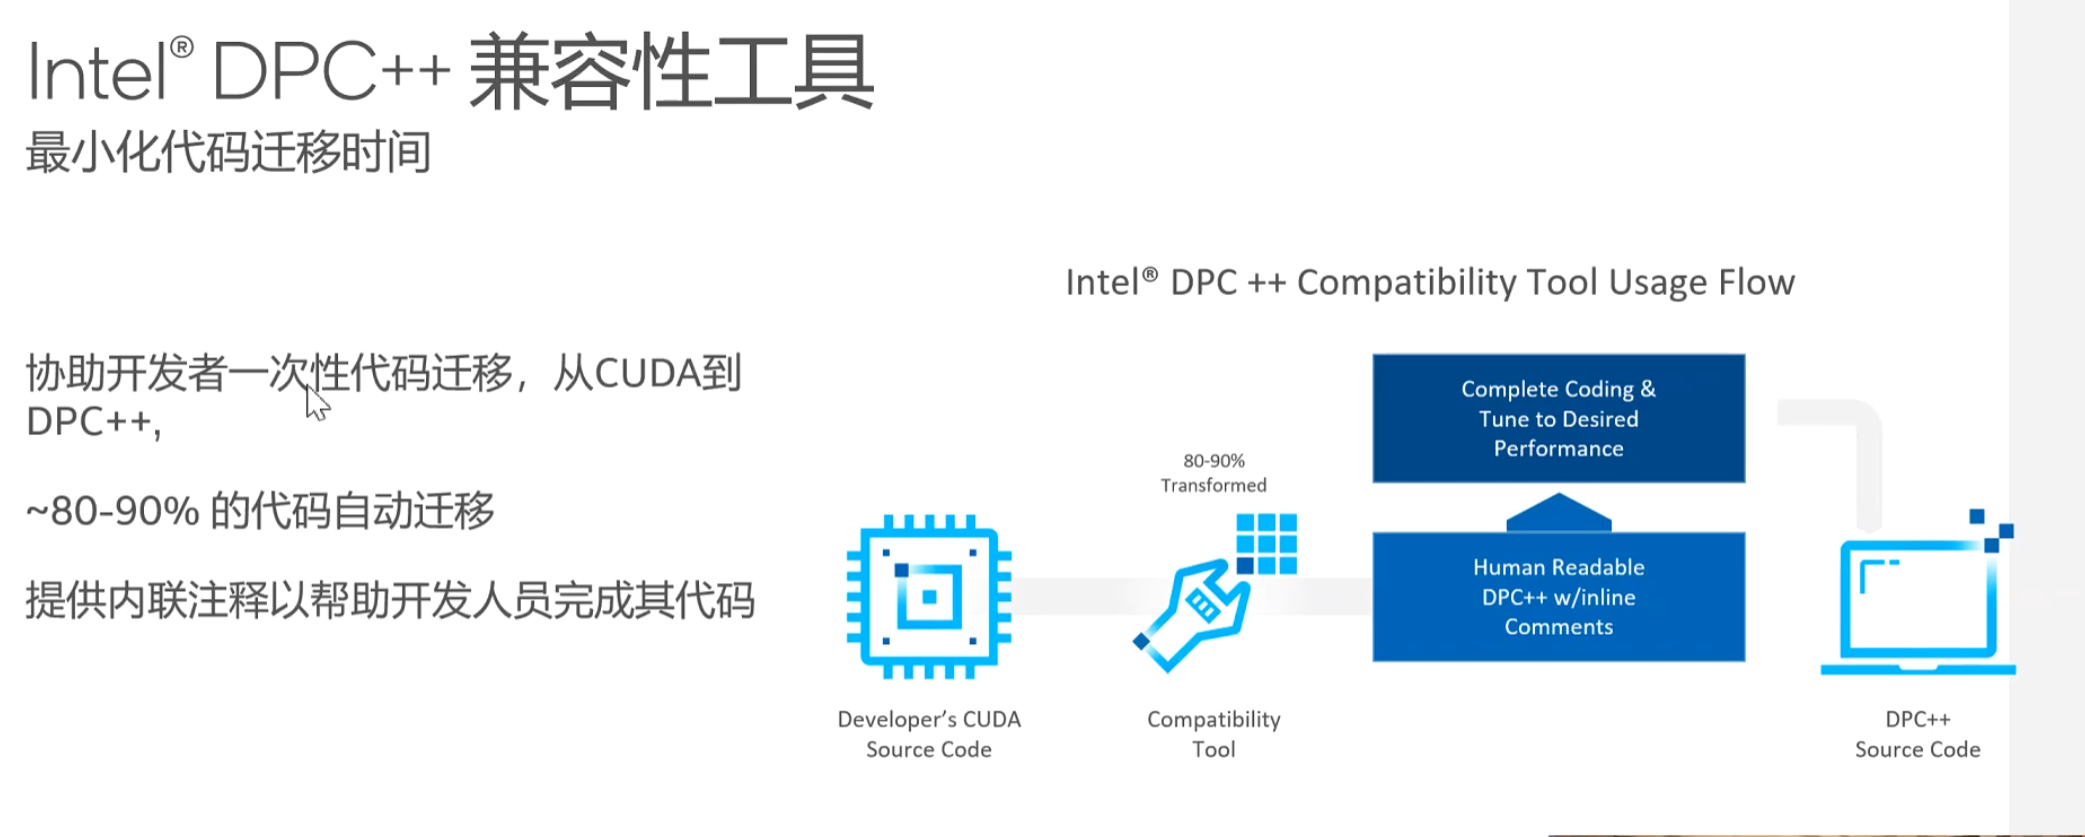 Intel® DPC++ 兼容性工具
最小化代码迁移时间
协助开发者一次性代码迁移，从CUDA到
DPC++,
~80-90% 的代码自动迁移
提供内联注释以帮助开发人员完成其代码
Intel® DPC ++ Compatibility Tool Usage Flow
Complete Coding &
Tune to Desired
Performance
80-90%
Transformed
Human Readable
DPC++ w/inline
Comments
Developer’s CUDA
Source Code
Compatibility
Tool
DPC++
Source Code